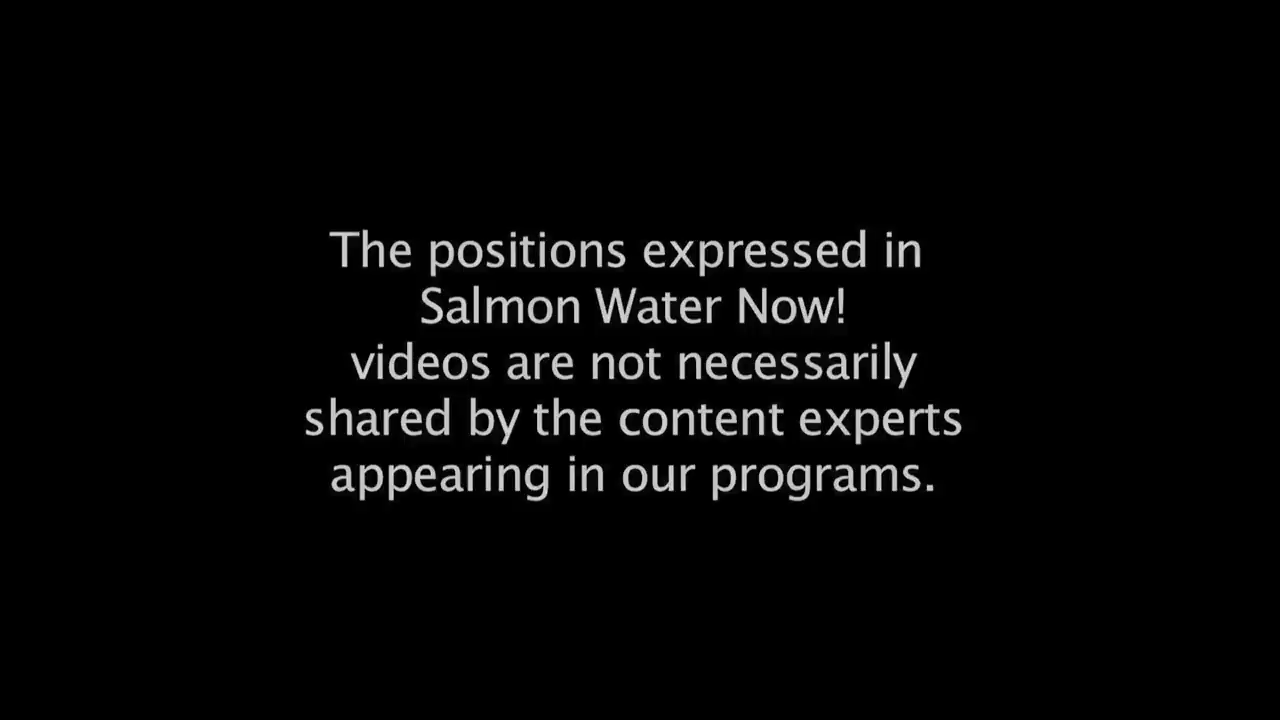 The positions expressed in
Salmon Water Now!
videos are not necessarily
shared by the content experts
appearing in our programs.